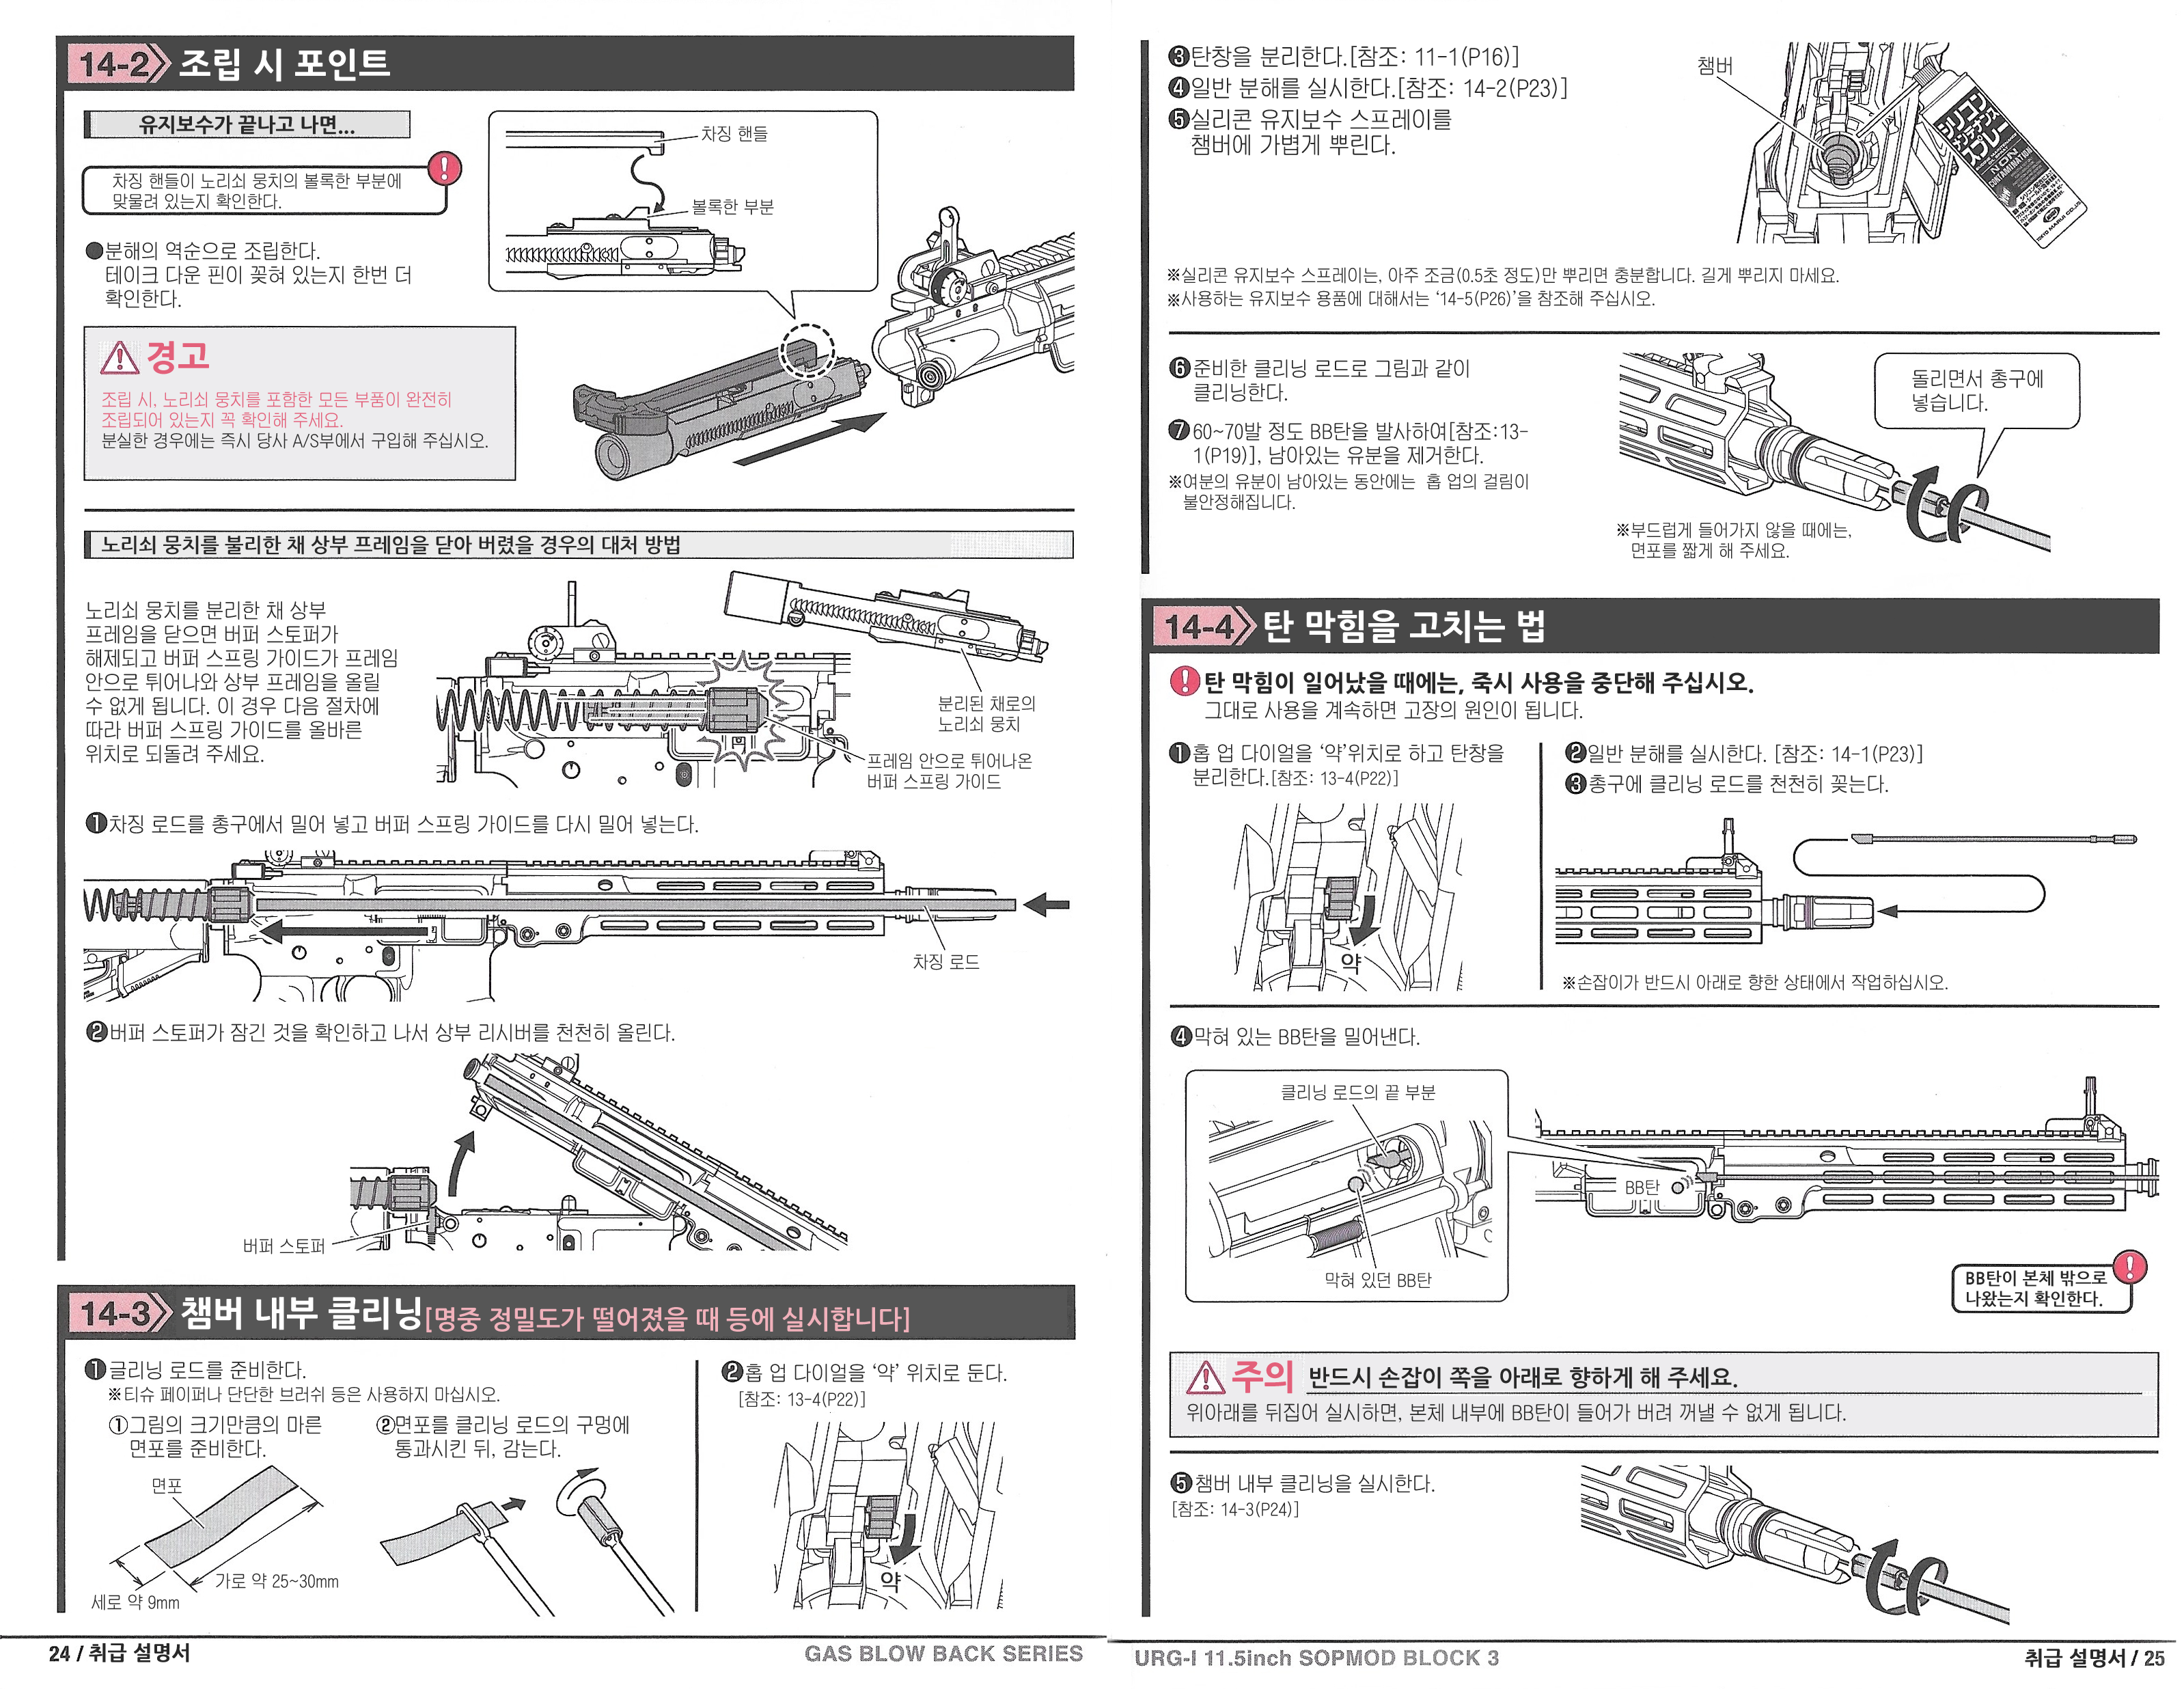 14-2 조립 시 포인트
유지보수가 끝나고 나면...
차징 핸들이 노리쇠 뭉치의 볼록한 부분에
맞물려 있는지 확인한다.
●분해의 역순으로 조립한다.
테이크 다운 핀이 꽂혀 있는지 한번 더
확인한다.
차징 핸들
볼록한 부분
경고
조립 시, 노리쇠 뭉치를 포함한 모든 부품이 완전히
조립되어 있는지 꼭 확인해 주세요.
분실한 경우에는 즉시 당사 A/S부에서 구입해 주십시오.
노리쇠 뭉치를 불리한 채 상부 프레임을 닫아 버렸을 경우의 대처 방법
노리쇠 뭉치를 분리한 채 상부
프레임을 닫으면 버퍼 스토퍼가
해제되고 버퍼 스프링 가이드가 프레임
안으로 튀어나와 상부 프레임을 올릴
수 없게 됩니다. 이 경우 다음 절차에
따라 버퍼 스프링 가이드를 올바른
위치로 되돌려 주세요.
분리된 채로의
노리쇠 뭉치
프레임 안으로 튀어나온
버퍼 스프링 가이드
❶차징 로드를 총구에서 밀어 넣고 버퍼 스프링 가이드를 다시 밀어 넣는다.
차징 로드
❷버퍼 스토퍼가 잠긴 것을 확인하고 나서 상부 리시버를 천천히 올린다.
버퍼 스토퍼
14-3 챔버 내부 클리닝[명중 정밀도가 떨어졌을 때 등에 실시합니다]
❶글리닝 로드를 준비한다.
※티슈 페이퍼나 단단한 브러쉬 등은 사용하지 마십시오.
①그림의 크기만큼의 마른
면포를 준비한다.
②면포를 클리닝 로드의 구멍에
통과시킨 뒤, 감는다.
면포
가로 약 25~30mm
세로 약 9mm
❷홉 업 다이얼을 ‘약’ 위치로 둔다.
[참조: 13-4(P22)]
약
24 / 취급 설명서
GAS BLOW BACK SERIES
❸탄창을 분리한다.[참조: 11-1(P16)]
❹일반 분해를 실시한다.[참조: 14-2(P23)]
❺실리콘 유지보수 스프레이를
챔버에 가볍게 뿌린다.
챔버
シリコン
メンテナンス
スプレー
NON
CONTAMINATION
※실리콘 유지보수 스프레이는, 아주 조금(0.5초 정도)만 뿌리면 충분합니다. 길게 뿌리지 마세요.
※사용하는 유지보수 용품에 대해서는 ‘14-5(P26)’을 참조해 주십시오.
❻준비한 클리닝 로드로 그림과 같이
클리닝한다.
❼60~70발 정도 BB탄을 발사하여[참조:13-
1(P19)], 남아있는 유분을 제거한다.
※여분의 유분이 남아있는 동안에는 홉 업의 걸림이
불안정해집니다.
돌리면서 총구에
넣습니다.
※부드럽게 들어가지 않을 때에는,
면포를 짧게 해 주세요.
14-4 탄 막힘을 고치는 법
탄 막힘이 일어났을 때에는, 죽시 사용을 중단해 주십시오.
그대로 사용을 계속하면 고장의 원인이 됩니다.
❶홉 업 다이얼을 ‘약’위치로 하고 탄창을
분리한다.[참조: 13-4(P22)]
약
❷일반 분해를 실시한다. [참조: 14-1(P23)]
❸총구에 클리닝 로드를 천천히 꽂는다.
※손잡이가 반드시 아래로 향한 상태에서 작업하십시오.
❹막혀 있는 BB탄을 밀어낸다.
클리닝 로드의 끝 부분
막혀 있던 BB탄
BB탄
BB탄이 본체 밖으로
나왔는지 확인한다.
주의 반드시 손잡이 쪽을 아래로 향하게 해 주세요.
위아래를 뒤집어 실시하면, 본체 내부에 BB탄이 들어가 버려 꺼낼 수 없게 됩니다.
❺챔버 내부 클리닝을 실시한다.
[참조: 14-3(P24)]
URG-I 11.5inch SOPMOD BLOCK 3
취급 설명서 / 25